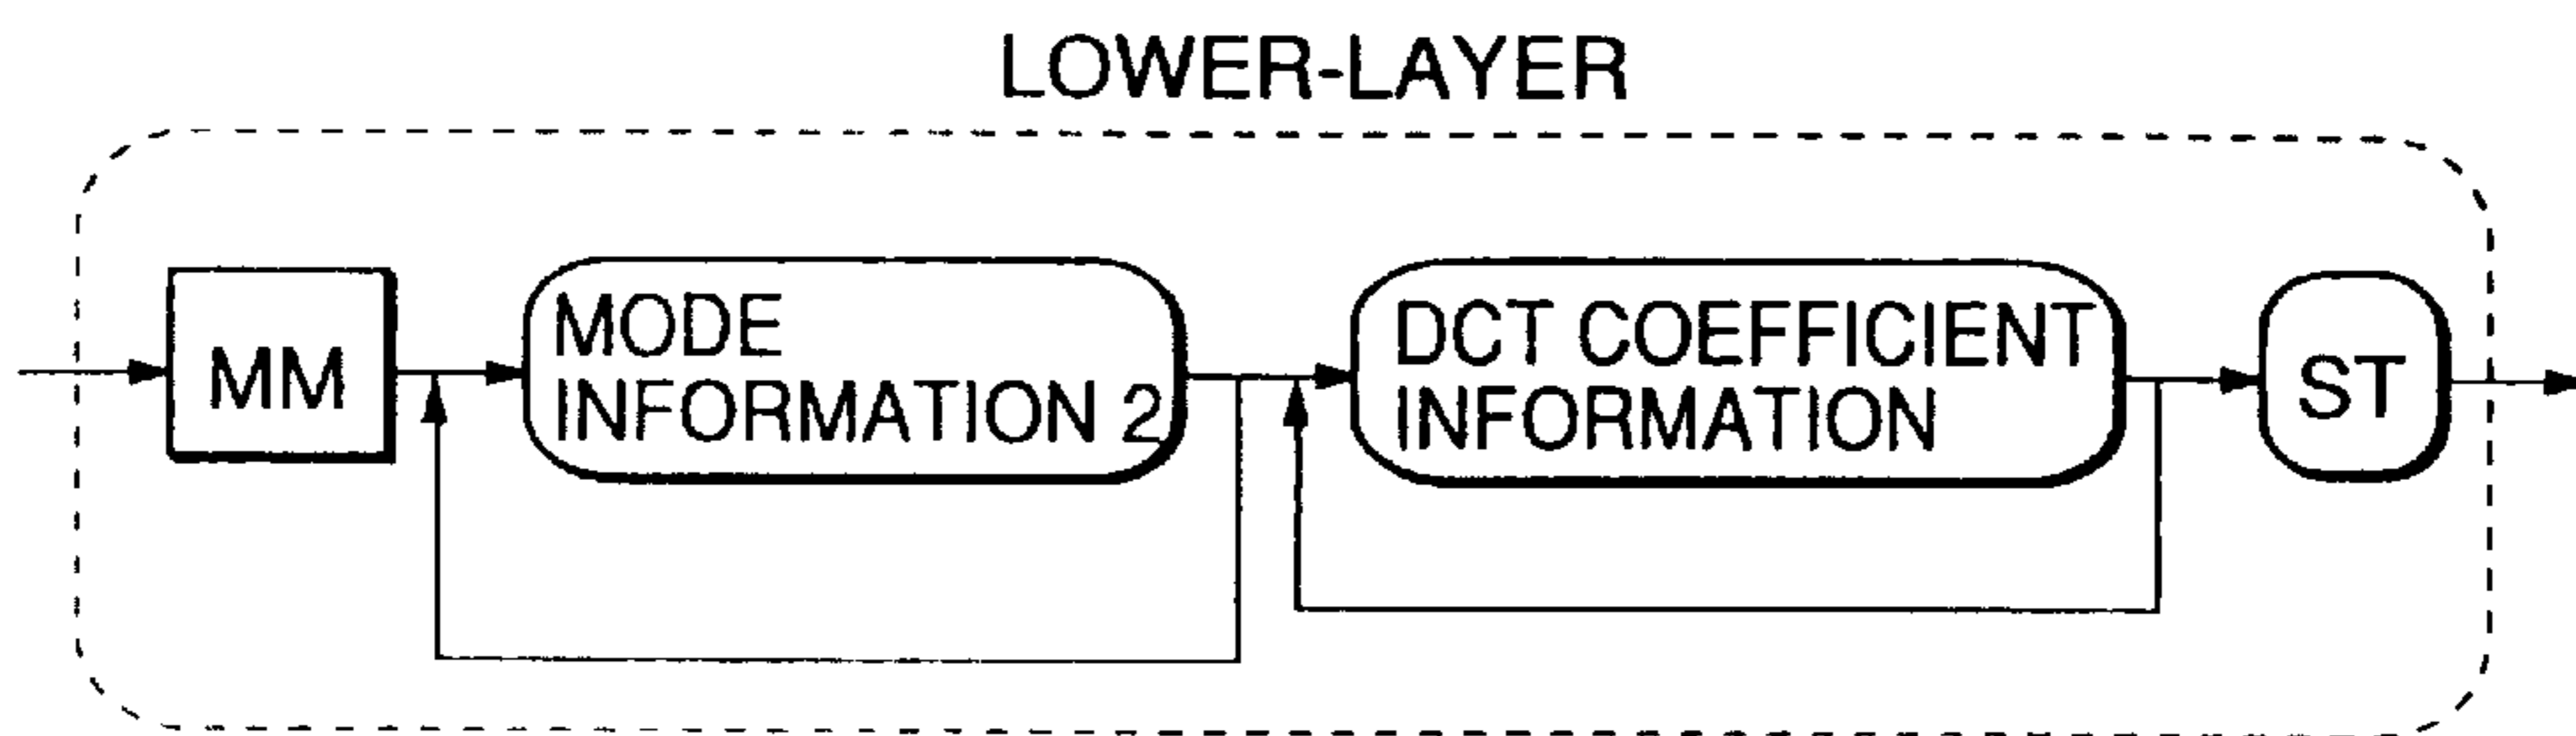 LOWER-LAYER
MM
MODE
INFORMATION 2
DCT COEFFICIENT
INFORMATION
ST